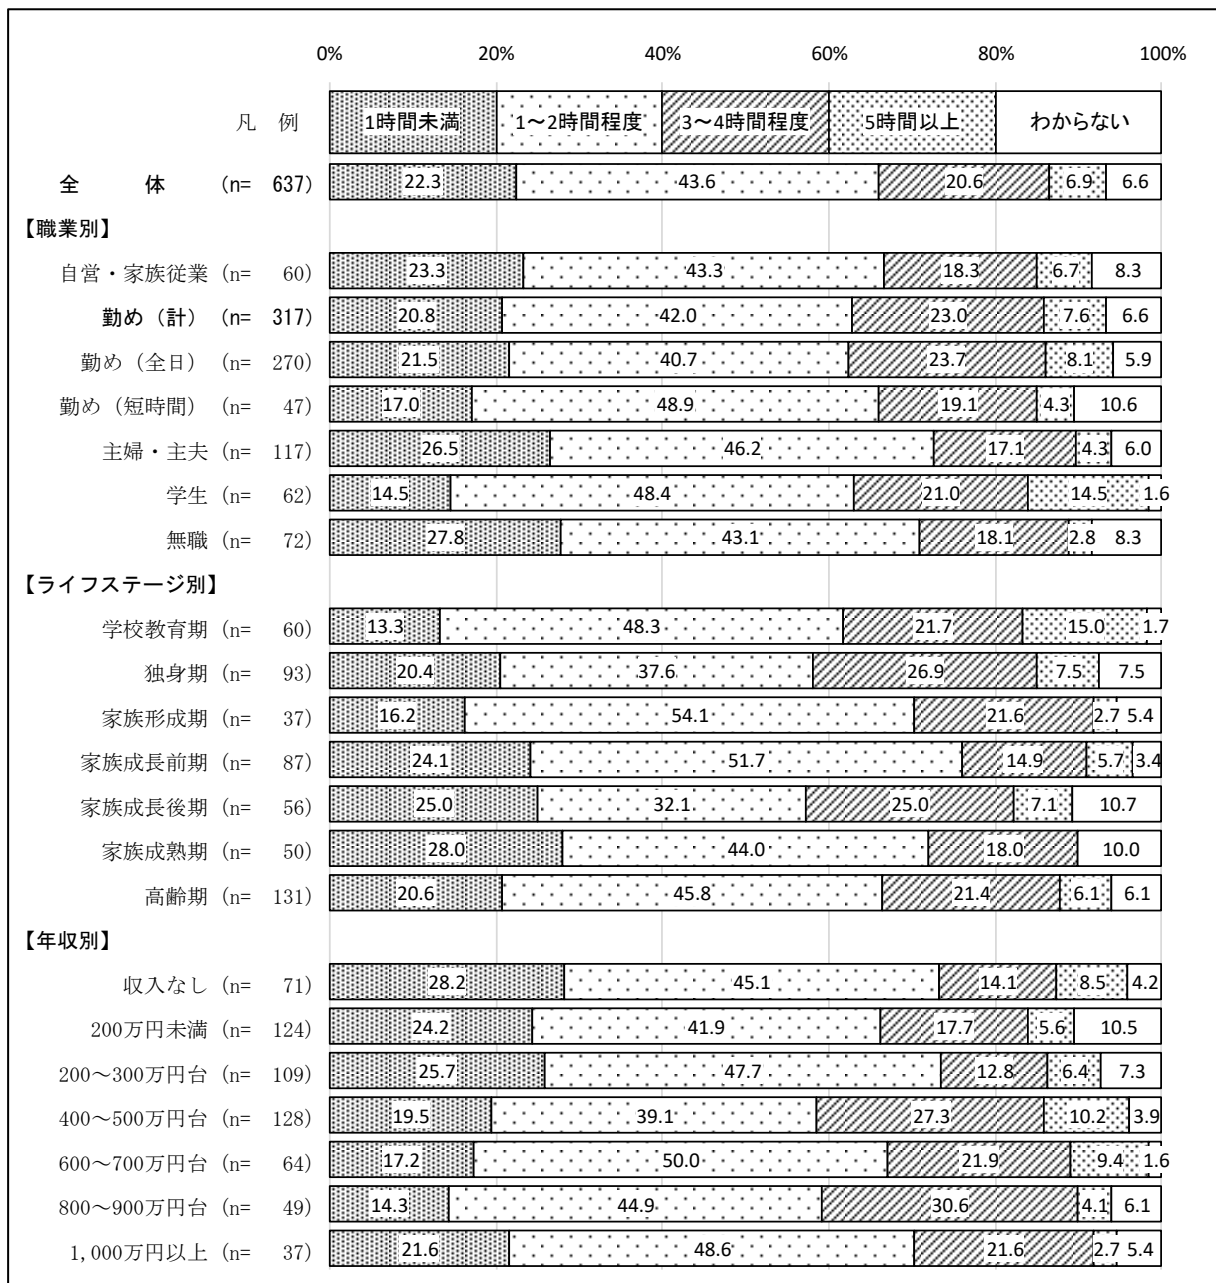 0% 20% 40% 60% 80% 100%
凡 例 1時間未満 1～2時間程度 3～4時間程度 5時間以上 わからない
全 体 (n= 637) 22.3 43.6 20.6 6.9 6.6
【職業別】
自営・家族従業 (n= 60) 23.3 43.3 18.3 6.7 8.3
勤め（計） (n= 317) 20.8 42.0 23.0 7.6 6.6
勤め（全日） (n= 270) 21.5 40.7 23.7 8.1 5.9
勤め（短時間） (n= 47) 17.0 48.9 19.1 4.3 10.6
主婦・主夫 (n= 117) 26.5 46.2 17.1 4.3 6.0
学生 (n= 62) 14.5 48.4 21.0 14.5 1.6
無職 (n= 72) 27.8 43.1 18.1 2.8 8.3
【ライフステージ別】
学校教育期 (n= 60) 13.3 48.3 21.7 15.0 1.7
独身期 (n= 93) 20.4 37.6 26.9 7.5 7.5
家族形成期 (n= 37) 16.2 54.1 21.6 2.7 5.4
家族成長前期 (n= 87) 24.1 51.7 14.9 5.7 3.4
家族成長後期 (n= 56) 25.0 32.1 25.0 7.1 10.7
家族成熟期 (n= 50) 28.0 44.0 18.0 10.0
高齢期 (n= 131) 20.6 45.8 21.4 6.1 6.1
【年収別】
収入なし (n= 71) 28.2 45.1 14.1 8.5 4.2
200万円未満 (n= 124) 24.2 41.9 17.7 5.6 10.5
200～300万円台 (n= 109) 25.7 47.7 12.8 6.4 7.3
400～500万円台 (n= 128) 19.5 39.1 27.3 10.2 3.9
600～700万円台 (n= 64) 17.2 50.0 21.9 9.4 1.6
800～900万円台 (n= 49) 14.3 44.9 30.6 4.1 6.1
1,000万円以上 (n= 37) 21.6 48.6 21.6 2.7 5.4